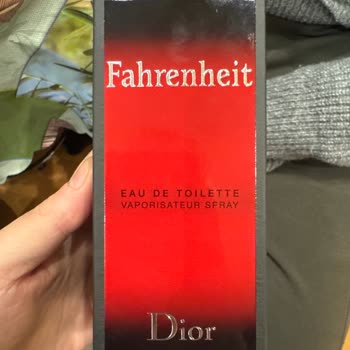 Fahrenheit
EAU DE TOILETTE
VAPORISATEUR SPRAY
Dior